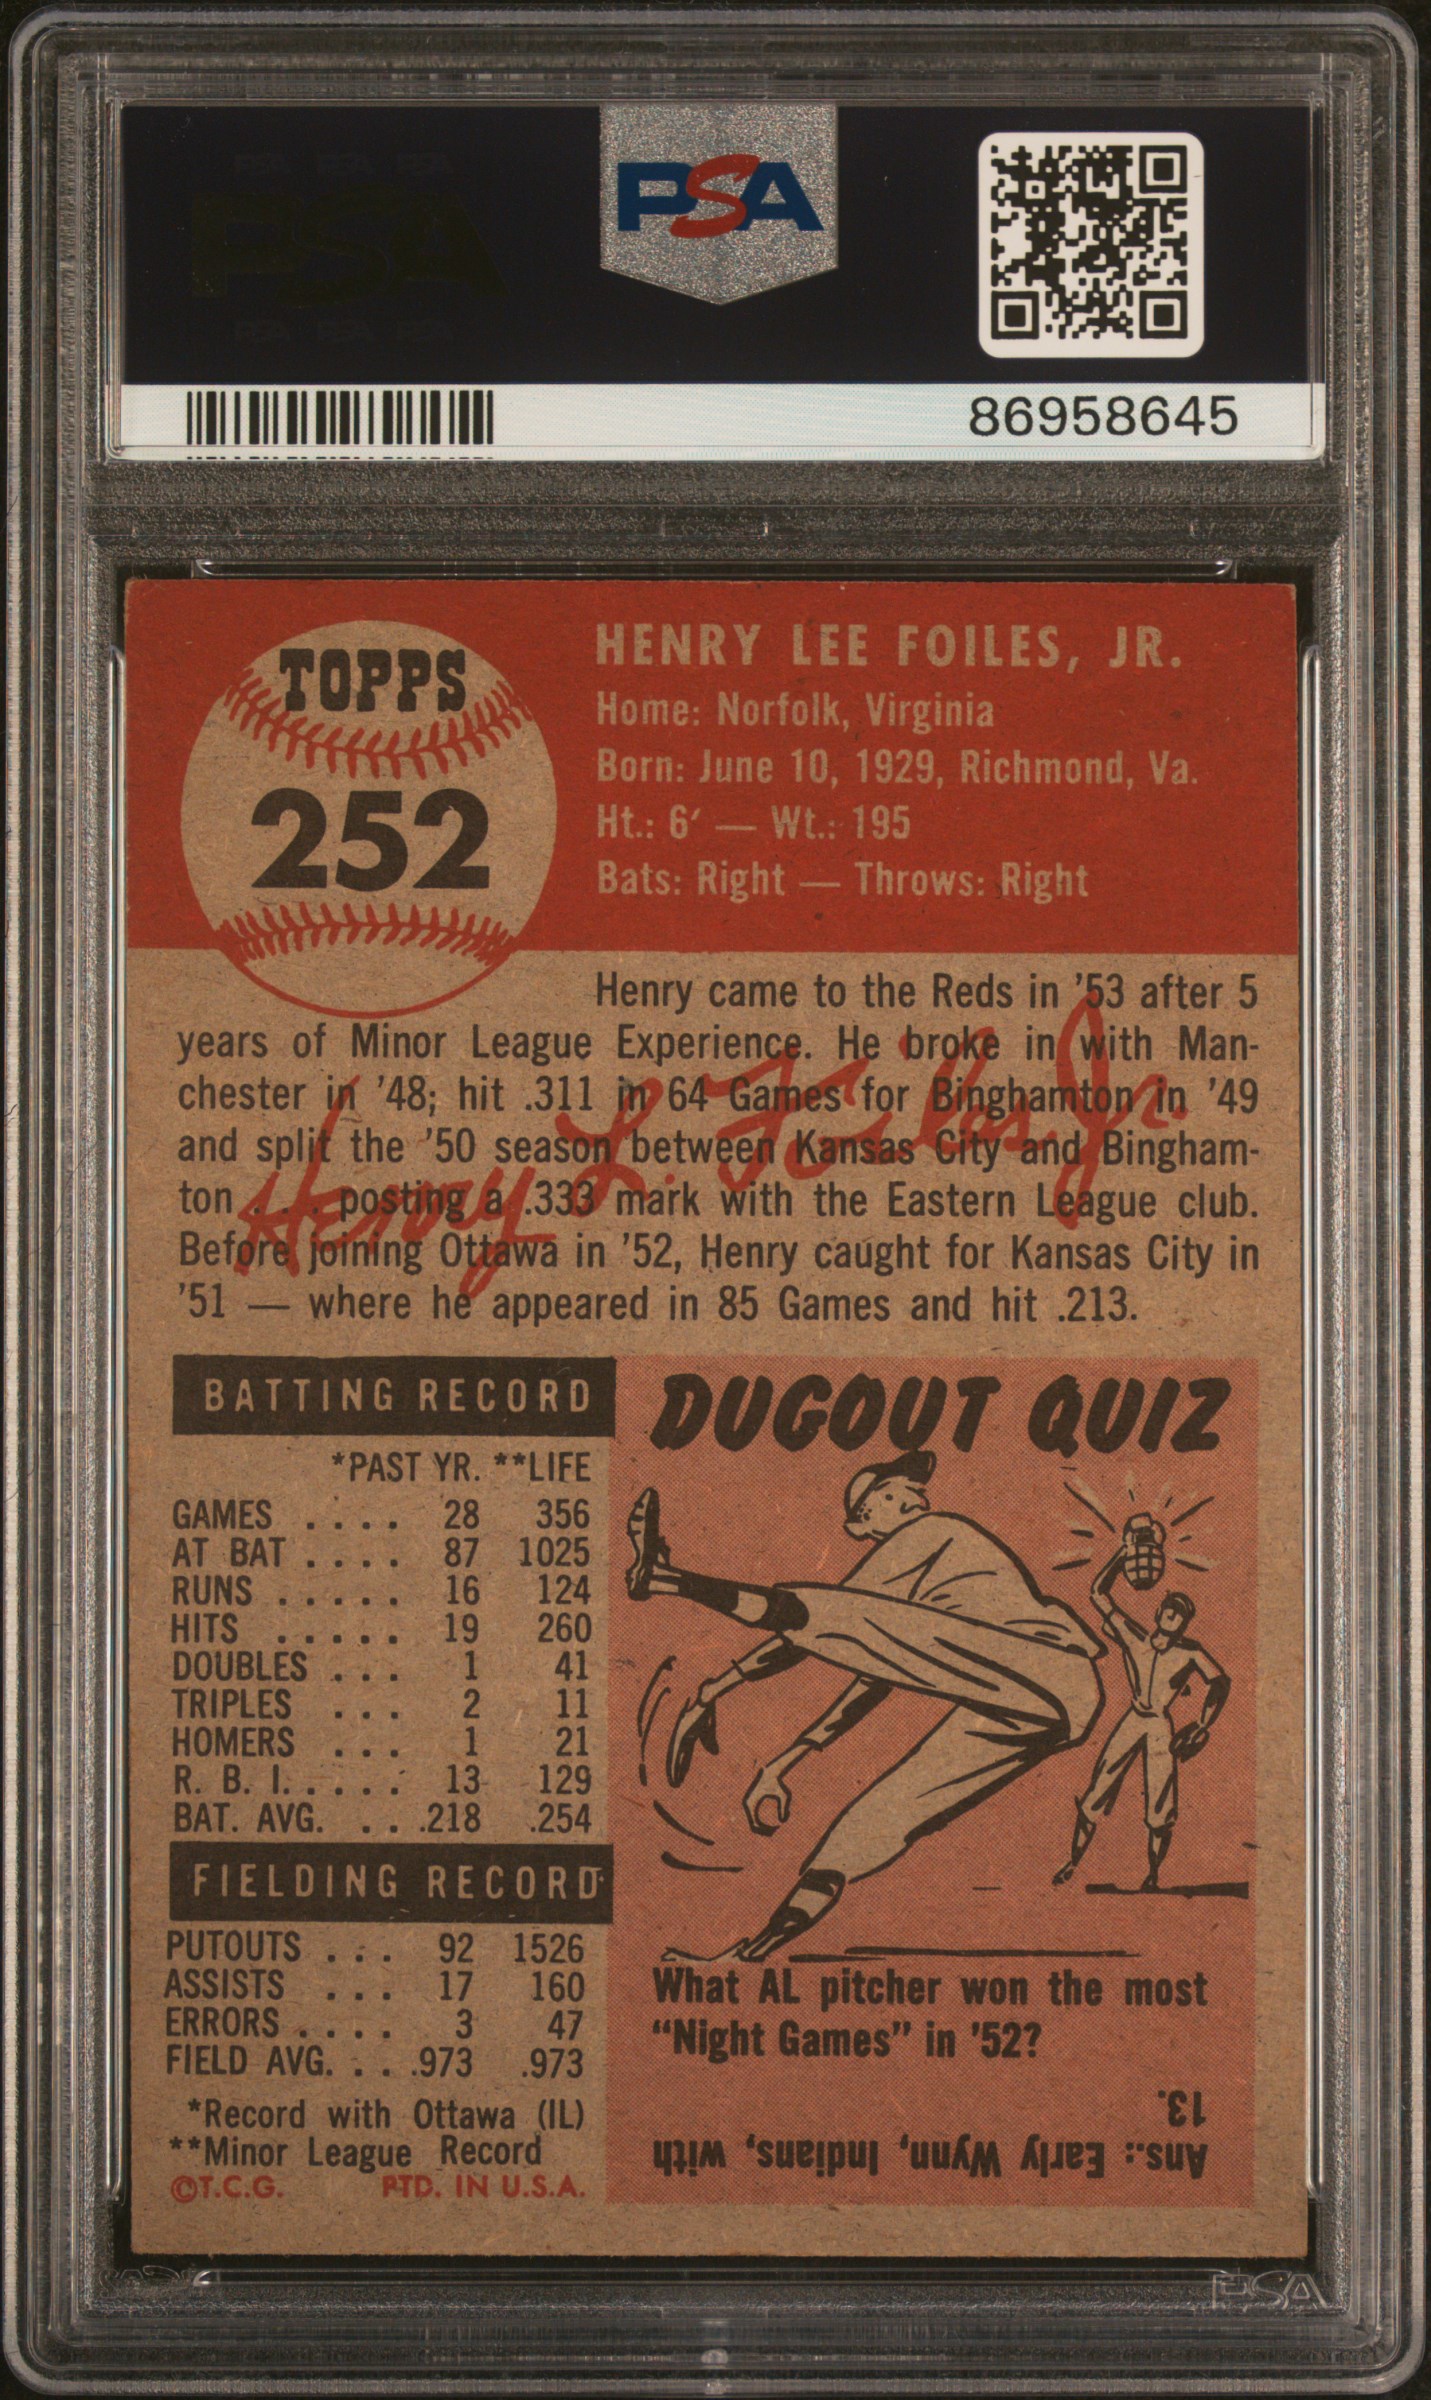 PSA
86958645
TOPPS
252
HENRY LEE FOILES, JR.
Home: Norfolk, Virginia
Born: June 10, 1929, Richmond, Va.
Ht.: 6′ — Wt.: 195
Bats: Right — Throws: Right
Henry came to the Reds in '53 after 5
years of Minor League Experience. He broke in with Man-
chester in '48; hit .311 in 64 Games for Binghamton in '49
and split the '50 season between Kansas City and Bingham-
ton . . . posting a .333 mark with the Eastern League club.
Before joining Ottawa in '52, Henry caught for Kansas City in
'51 — where he appeared in 85 Games and hit .213.
Henry L. Foiles Jr.
BATTING RECORD
*PAST YR. **LIFE
GAMES . . . . 28 356
AT BAT . . . . 87 1025
RUNS . . . . . 16 124
HITS . . . . . 19 260
DOUBLES . . . 1 41
TRIPLES . . . 2 11
HOMERS . . . 1 21
R. B. I. . . . . 13 129
BAT. AVG. . . .218 .254
FIELDING RECORD
PUTOUTS . . . 92 1526
ASSISTS . . . 17 160
ERRORS . . . . 3 47
FIELD AVG. . . .973 .973
*Record with Ottawa (IL)
**Minor League Record
©T.C.G. PTD. IN U.S.A.
DUGOUT QUIZ
What AL pitcher won the most
"Night Games" in '52?
Ans.: Early Wynn, Indians, with
13.
PSA